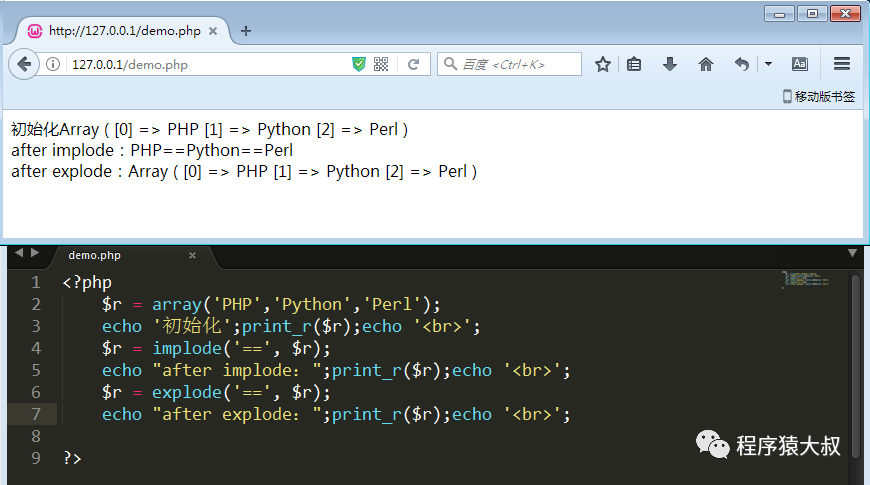 http://127.0.0.1/demo.php
127.0.0.1/demo.php
百度 <Ctrl+K>
移动版书签
初始化Array ( [0] => PHP [1] => Python [2] => Perl )
after implode：PHP==Python==Perl
after explode：Array ( [0] => PHP [1] => Python [2] => Perl )
demo.php
1 <?php
2 $r = array('PHP','Python','Perl');
3 echo '初始化';print_r($r);echo '<br>';
4 $r = implode('==', $r);
5 echo "after implode：";print_r($r);echo '<br>';
6 $r = explode('==', $r);
7 echo "after explode：";print_r($r);echo '<br>';
8
9 ?>
程序猿大叔